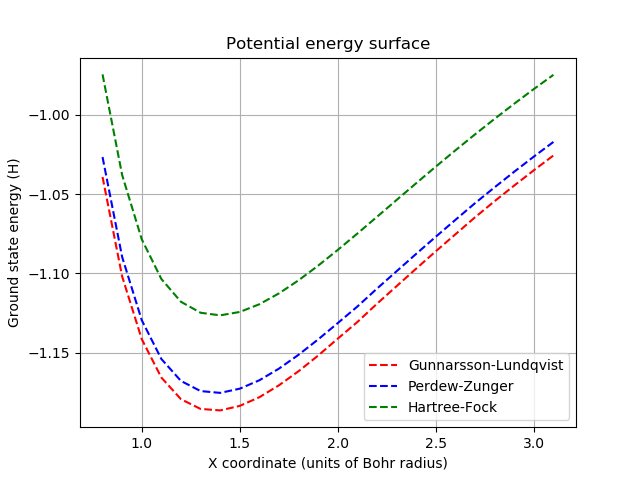 Potential energy surface
Ground state energy (H)
−1.00
−1.05
−1.10
−1.15
1.0 1.5 2.0 2.5 3.0
X coordinate (units of Bohr radius)
Gunnarsson-Lundqvist
Perdew-Zunger
Hartree-Fock